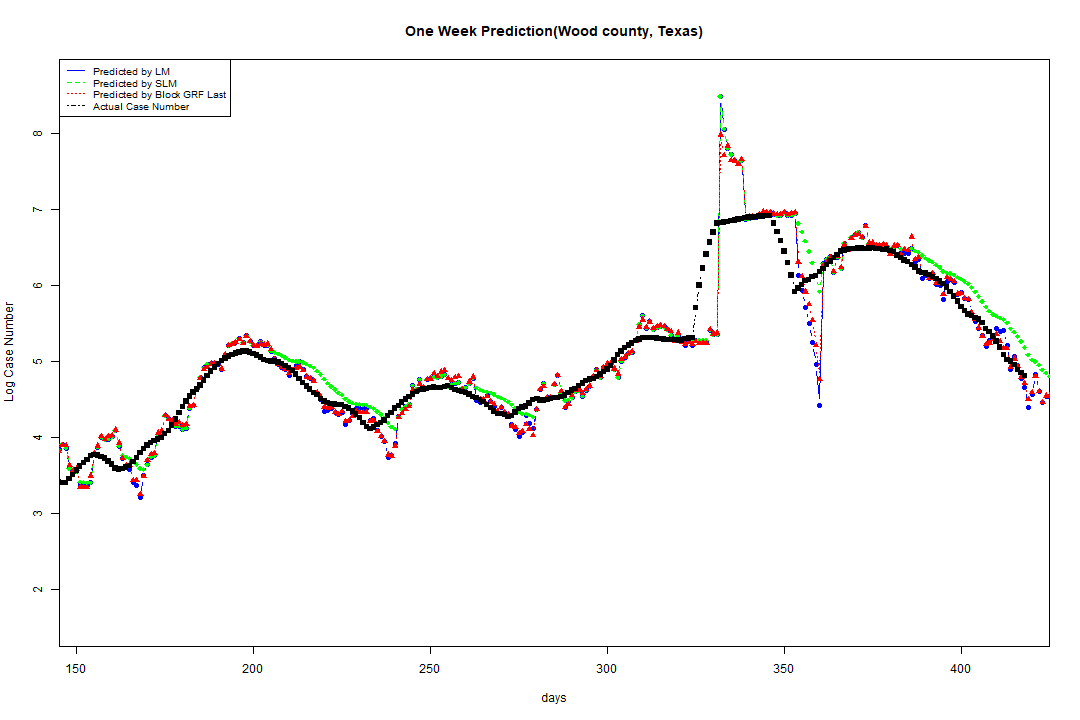 One Week Prediction(Wood county, Texas)
Predicted by LM
Predicted by SLM
Predicted by Block GRF Last
Actual Case Number
8
7
6
5
4
3
2
Log Case Number
150 200 250 300 350 400
days